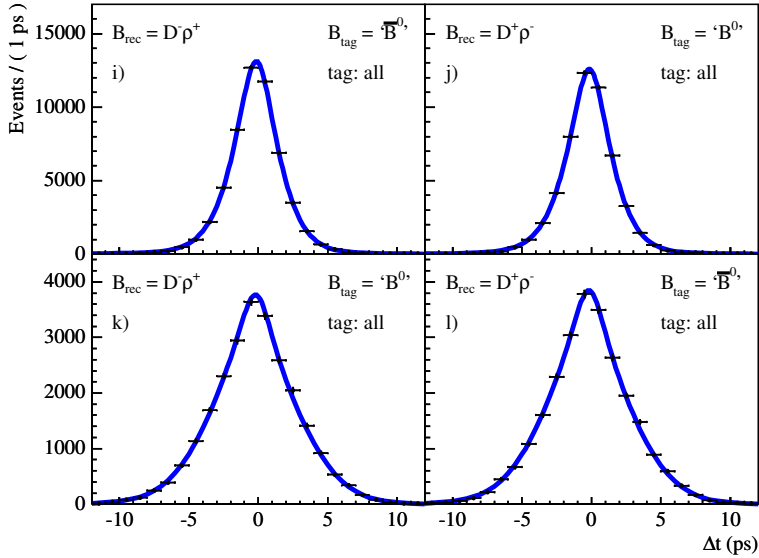 Events / ( 1 ps )
B_rec = D⁻ρ⁺
B_tag = ‘B̅⁰’
i)
tag: all
B_rec = D⁺ρ⁻
B_tag = ‘B⁰’
j)
tag: all
15000
10000
5000
0
B_rec = D⁻ρ⁺
B_tag = ‘B⁰’
k)
tag: all
B_rec = D⁺ρ⁻
B_tag = ‘B̅⁰’
l)
tag: all
4000
3000
2000
1000
0
-10 -5 0 5 10
-10 -5 0 5 10
Δt (ps)